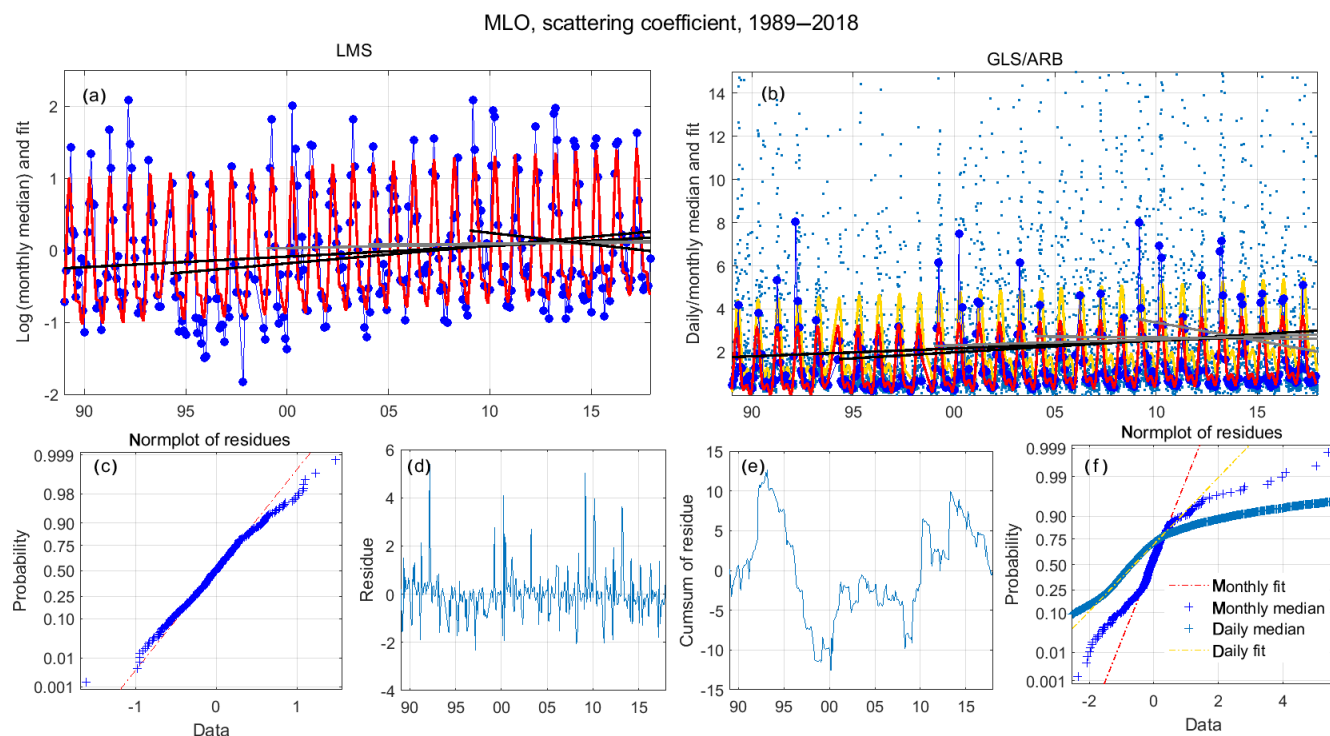 MLO, scattering coefficient, 1989–2018
LMS
(a)
Log(monthly median) and fit
2
1
0
-1
-2
90 95 00 05 10 15
GLS/ARB
(b)
Daily/monthly median and fit
14
12
10
8
6
4
2
90 95 00 05 10 15
Normplot of residues
(c)
Probability
0.999
0.98
0.90
0.75
0.50
0.25
0.10
0.01
0.001
-1 0 1
Data
(d)
Residue
6
4
2
0
-2
-4
90 95 00 05 10 15
(e)
Cumsum of residue
15
10
5
0
-5
-10
-15
90 95 00 05 10 15
Normplot of residues
(f)
Probability
0.999
0.99
0.90
0.75
0.25
0.10
0.01
0.001
Monthly fit
Monthly median
Daily median
Daily fit
-2 0 2 4
Data